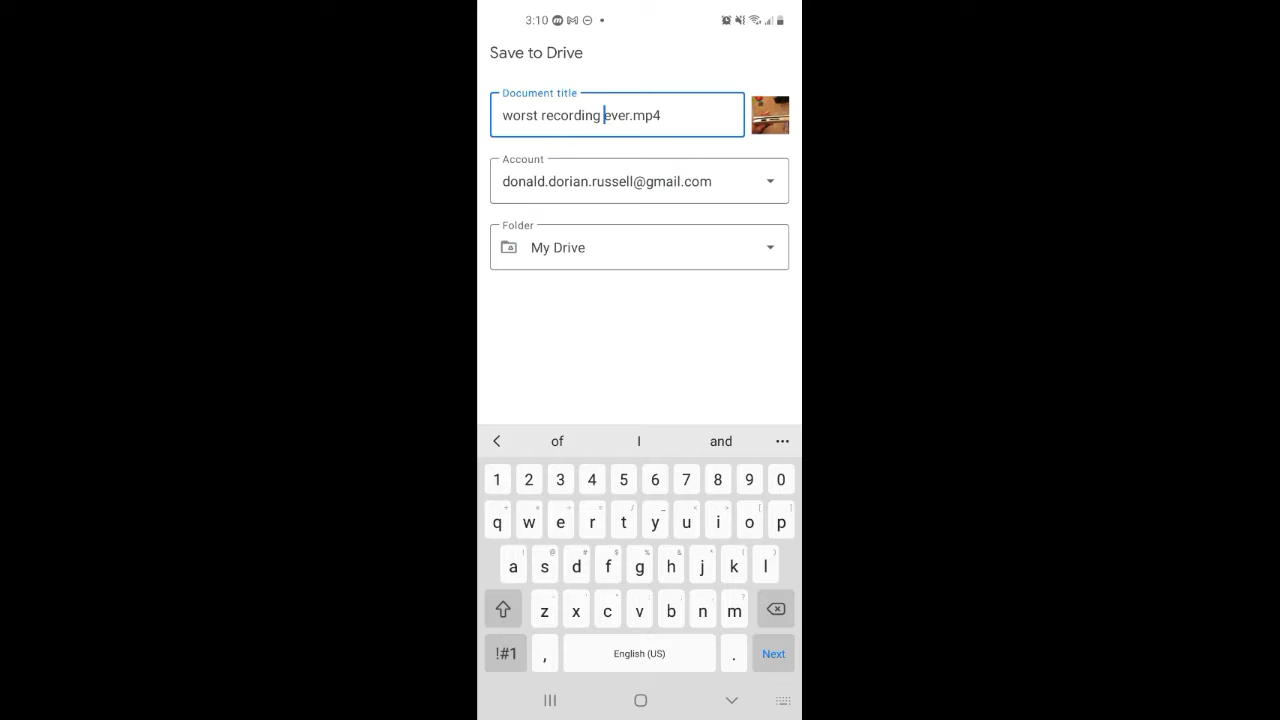 3:10
Save to Drive
Document title
worst recording ever.mp4
Account
donald.dorian.russell@gmail.com
Folder
My Drive
of I and
1 2 3 4 5 6 7 8 9 0
q w e r t y u i o p
a s d f g h j k l
z x c v b n m
!#1 , English (US) . Next